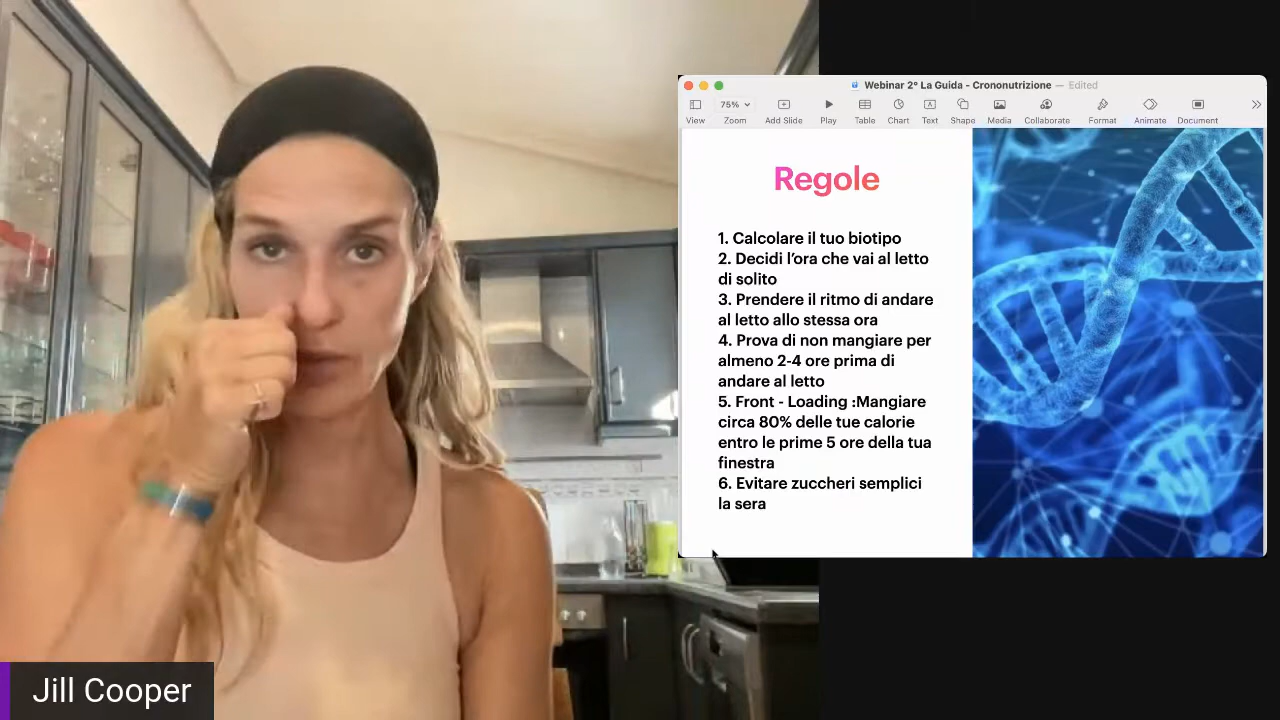 Webinar 2° La Guida - Crononutrizione — Edited
75%
View Zoom Add Slide Play Table Chart Text Shape Media Collaborate Format Animate Document
Regole
1. Calcolare il tuo biotipo
2. Decidi l’ora che vai al letto
di solito
3. Prendere il ritmo di andare
al letto allo stessa ora
4. Prova di non mangiare per
almeno 2-4 ore prima di
andare al letto
5. Front - Loading :Mangiare
circa 80% delle tue calorie
entro le prime 5 ore della tua
finestra
6. Evitare zuccheri semplici
la sera
Jill Cooper